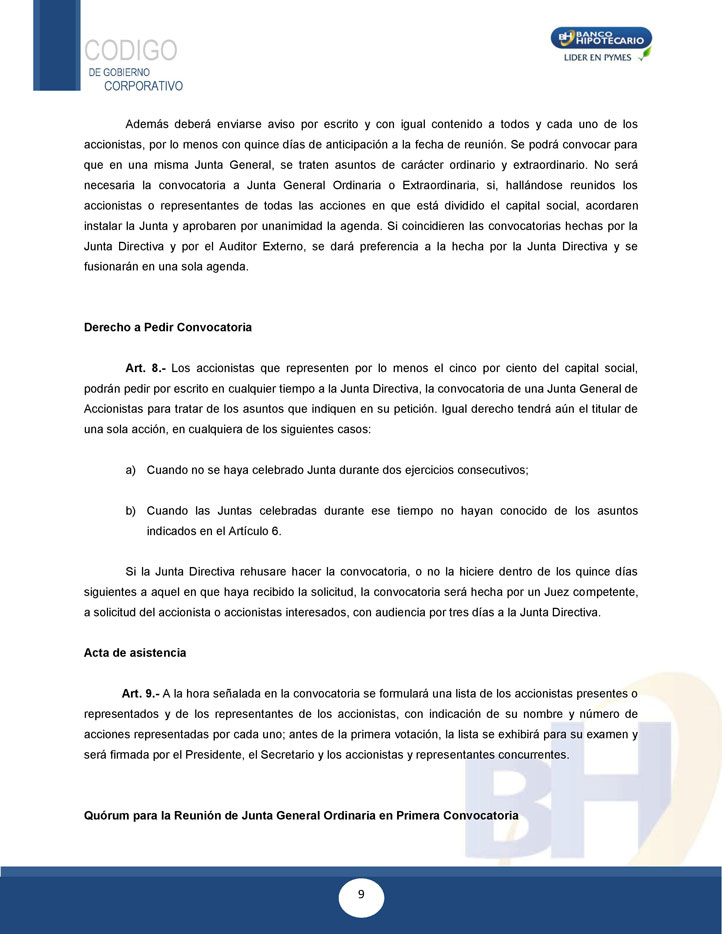 CODIGO
DE GOBIERNO
CORPORATIVO
BH BANCO
HIPOTECARIO
LIDER EN PYMES
Además deberá enviarse aviso por escrito y con igual contenido a todos y cada uno de los
accionistas, por lo menos con quince días de anticipación a la fecha de reunión. Se podrá convocar para
que en una misma Junta General, se traten asuntos de carácter ordinario y extraordinario. No será
necesaria la convocatoria a Junta General Ordinaria o Extraordinaria, si, hallándose reunidos los
accionistas o representantes de todas las acciones en que está dividido el capital social, acordaren
instalar la Junta y aprobaren por unanimidad la agenda. Si coincidieren las convocatorias hechas por la
Junta Directiva y por el Auditor Externo, se dará preferencia a la hecha por la Junta Directiva y se
fusionarán en una sola agenda.
Derecho a Pedir Convocatoria
Art. 8.- Los accionistas que representen por lo menos el cinco por ciento del capital social,
podrán pedir por escrito en cualquier tiempo a la Junta Directiva, la convocatoria de una Junta General de
Accionistas para tratar de los asuntos que indiquen en su petición. Igual derecho tendrá aún el titular de
una sola acción, en cualquiera de los siguientes casos:
a) Cuando no se haya celebrado Junta durante dos ejercicios consecutivos;
b) Cuando las Juntas celebradas durante ese tiempo no hayan conocido de los asuntos
indicados en el Artículo 6.
Si la Junta Directiva rehusare hacer la convocatoria, o no la hiciere dentro de los quince días
siguientes a aquel en que haya recibido la solicitud, la convocatoria será hecha por un Juez competente,
a solicitud del accionista o accionistas interesados, con audiencia por tres días a la Junta Directiva.
Acta de asistencia
Art. 9.- A la hora señalada en la convocatoria se formulará una lista de los accionistas presentes o
representados y de los representantes de los accionistas, con indicación de su nombre y número de
acciones representadas por cada uno; antes de la primera votación, la lista se exhibirá para su examen y
será firmada por el Presidente, el Secretario y los accionistas y representantes concurrentes.
BH
Quórum para la Reunión de Junta General Ordinaria en Primera Convocatoria
9